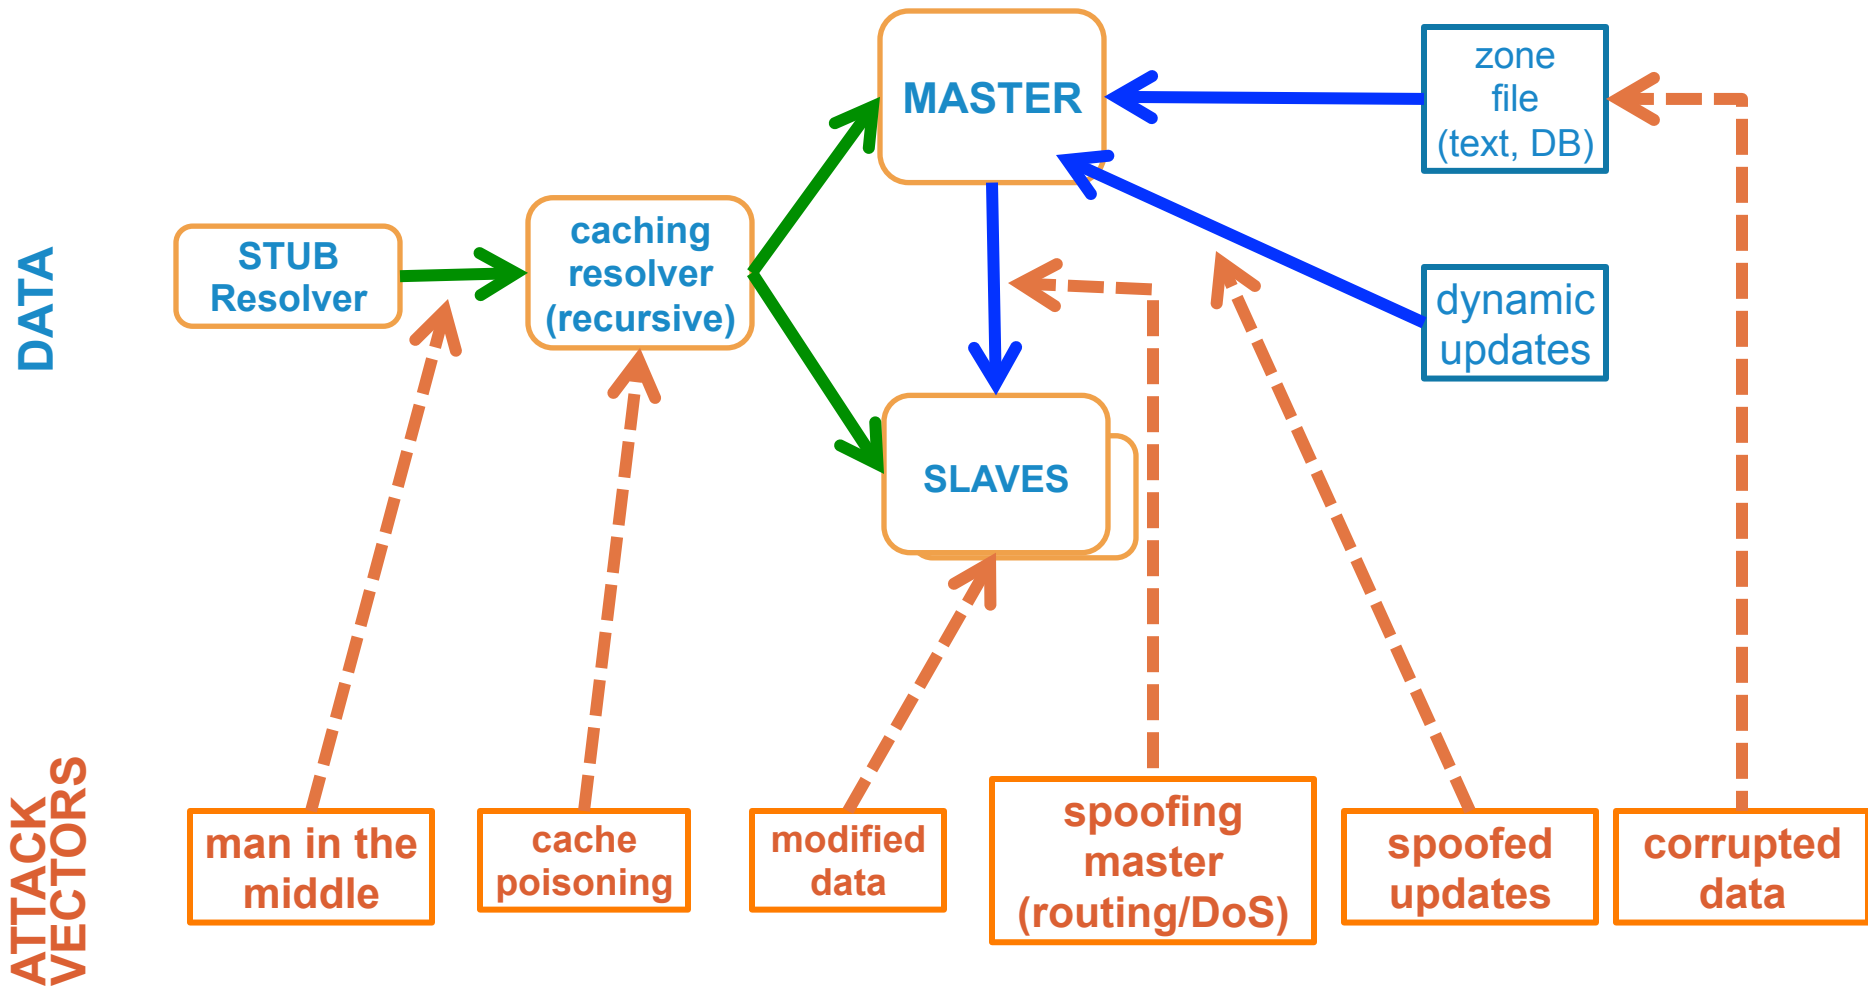 MASTER
zone
file
(text, DB)
DATA
STUB
Resolver
caching
resolver
(recursive)
dynamic
updates
SLAVES
ATTACK
VECTORS
man in the
middle
cache
poisoning
modified
data
spoofing
master
(routing/DoS)
spoofed
updates
corrupted
data